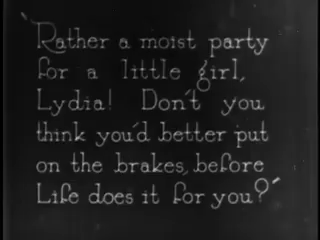 "Rather a moist party
for a little girl,
Lydia! Don't you
think you'd better put
on the brakes, before
Life does it for you?"